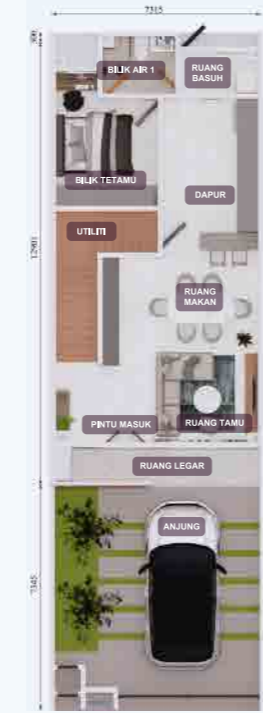 7315
BILIK AIR 1
RUANG
BASUH
BILIK TETAMU
DAPUR
UTILITI
RUANG
MAKAN
PINTU MASUK
RUANG TAMU
RUANG LEGAR
ANJUNG
7345